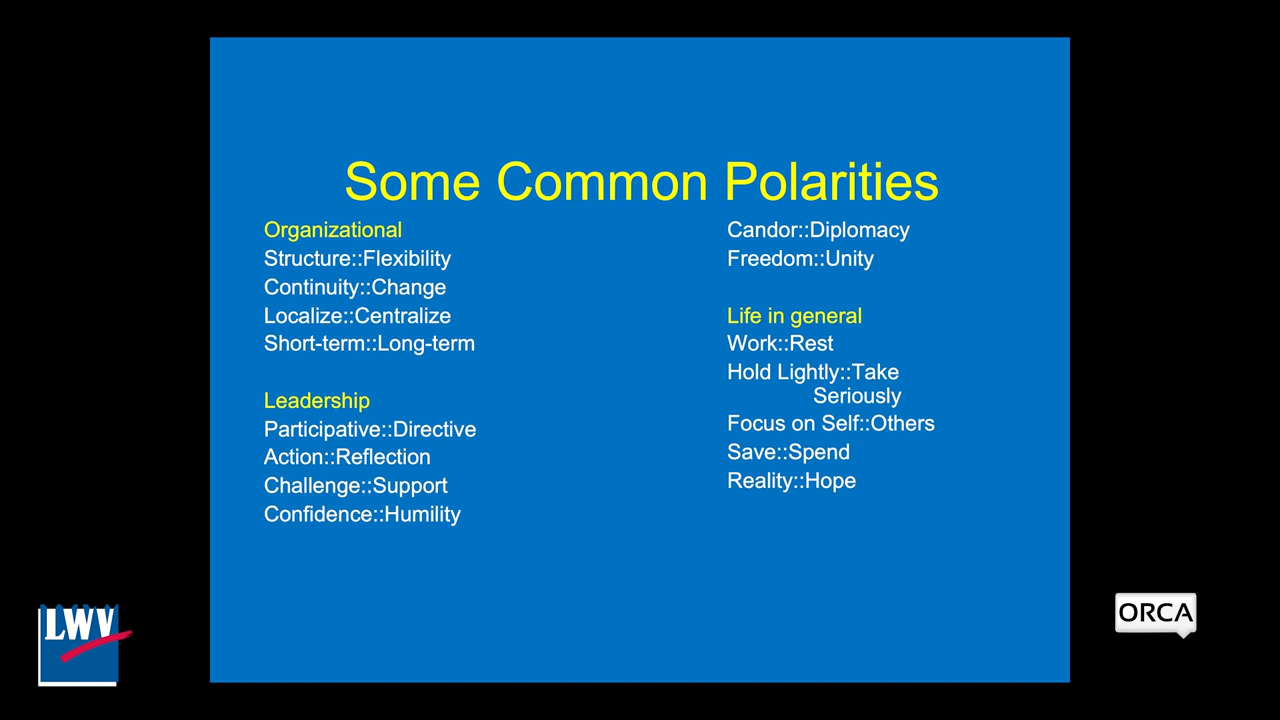 Some Common Polarities
Organizational
Structure::Flexibility
Continuity::Change
Localize::Centralize
Short-term::Long-term
Leadership
Participative::Directive
Action::Reflection
Challenge::Support
Confidence::Humility
Candor::Diplomacy
Freedom::Unity
Life in general
Work::Rest
Hold Lightly::Take
Seriously
Focus on Self::Others
Save::Spend
Reality::Hope
LWV
ORCA